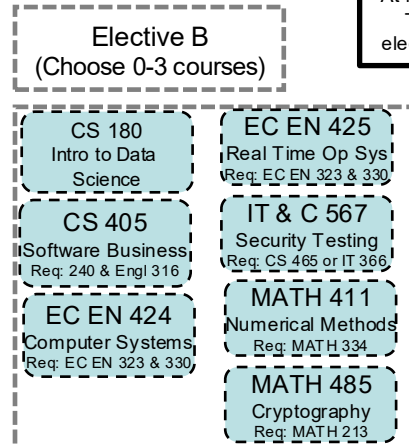 At
Elective B
(Choose 0-3 courses)
elec
CS 180
Intro to Data
Science
CS 405
Software Business
Req: 240 & Engl 316
EC EN 424
Computer Systems
Req: EC EN 323 & 330
EC EN 425
Real Time Op Sys
Req: EC EN 323 & 330
IT & C 567
Security Testing
Req: CS 465 or IT 366
MATH 411
Numerical Methods
Req: MATH 334
MATH 485
Cryptography
Req: MATH 213